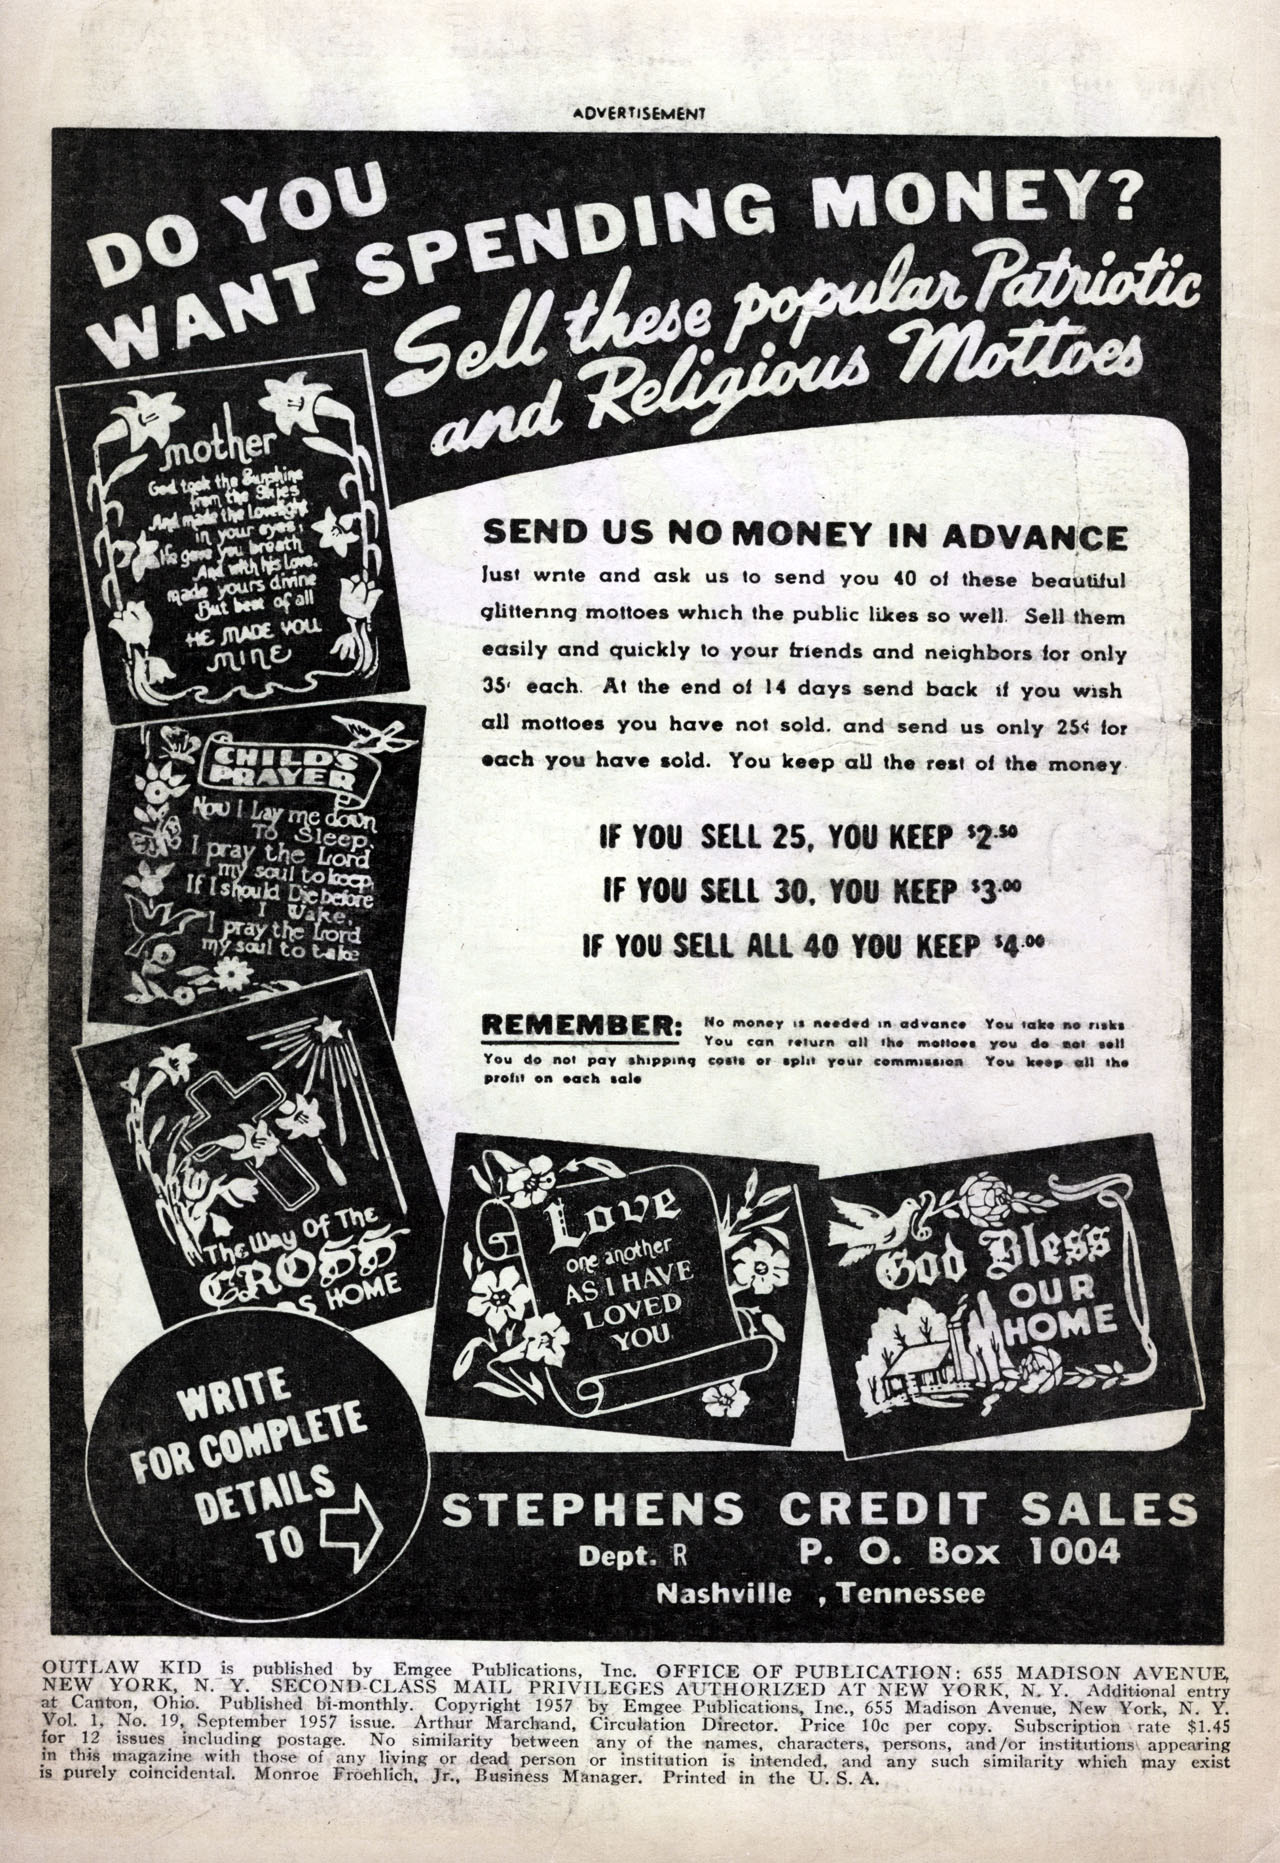 ADVERTISEMENT
DO YOU
WANT SPENDING MONEY?
Sell these popular Patriotic
and Religious Mottoes
mother
God took the Sunshine
from the Skies
And made the Lovelight
in your eyes,
He gave you breath
And with his Love,
made yours divine
But best of all
HE MADE YOU
MINE
CHILD'S
PRAYER
Now I Lay me down
To Sleep,
I pray the Lord
my soul to keep,
If I should Die before
I Wake,
I pray the Lord
my soul to take
The Way Of The
CROSS
HOME
SEND US NO MONEY IN ADVANCE
Just write and ask us to send you 40 of these beautiful
glittering mottoes which the public likes so well. Sell them
easily and quickly to your friends and neighbors for only
35¢ each. At the end of 14 days send back if you wish
all mottoes you have not sold, and send us only 25¢ for
each you have sold. You keep all the rest of the money
IF YOU SELL 25, YOU KEEP $2.50
IF YOU SELL 30, YOU KEEP $3.00
IF YOU SELL ALL 40 YOU KEEP $4.00
REMEMBER: No money is needed in advance You take no risks
You can return all the mottoes you do not sell
You do not pay shipping costs or split your commission You keep all the
profit on each sale
Love
one another
AS I HAVE
LOVED
YOU
God Bless
OUR
HOME
WRITE
FOR COMPLETE
DETAILS
TO
STEPHENS CREDIT SALES
Dept. R P. O. Box 1004
Nashville , Tennessee
OUTLAW KID is published by Emgee Publications, Inc. OFFICE OF PUBLICATION: 655 MADISON AVENUE,
NEW YORK, N. Y. SECOND-CLASS MAIL PRIVILEGES AUTHORIZED AT NEW YORK, N. Y. Additional entry
at Canton, Ohio. Published bi-monthly. Copyright 1957 by Emgee Publications, Inc., 655 Madison Avenue, New York, N. Y.
Vol. 1, No. 19, September 1957 issue. Arthur Marchand, Circulation Director. Price 10c per copy. Subscription rate $1.45
for 12 issues including postage. No similarity between any of the names, characters, persons, and/or institutions appearing
in this magazine with those of any living or dead person or institution is intended, and any such similarity which may exist
is purely coincidental. Monroe Froehlich, Jr., Business Manager. Printed in the U. S. A.